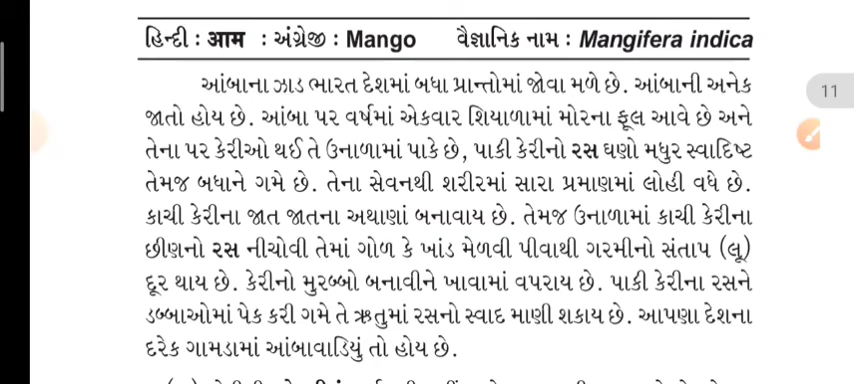 હિન્દી : आम : અંગ્રેજી : Mango વૈજ્ઞાનિક નામ : Mangifera indica
આંબાના ઝાડ ભારત દેશમાં બધા પ્રાન્તોમાં જોવા મળે છે. આંબાની અનેક
જાતો હોય છે. આંબા પર વર્ષમાં એકવાર શિયાળામાં મોરના ફૂલ આવે છે અને
તેના પર કેરીઓ થઈ તે ઉનાળામાં પાકે છે, પાકી કેરીનો રસ ઘણો મધુર સ્વાદિષ્ટ
તેમજ બધાને ગમે છે. તેના સેવનથી શરીરમાં સારા પ્રમાણમાં લોહી વધે છે.
કાચી કેરીના જાત જાતના અથાણાં બનાવાય છે. તેમજ ઉનાળામાં કાચી કેરીના
છીણનો રસ નીચોવી તેમાં ગોળ કે ખાંડ મેળવી પીવાથી ગરમીનો સંતાપ (લૂ)
દૂર થાય છે. કેરીનો મુરબ્બો બનાવીને ખાવામાં વપરાય છે. પાકી કેરીના રસને
ડબ્બાઓમાં પેક કરી ગમે તે ઋતુમાં રસનો સ્વાદ માણી શકાય છે. આપણા દેશના
દરેક ગામડામાં આંબાવાડિયું તો હોય છે.
11